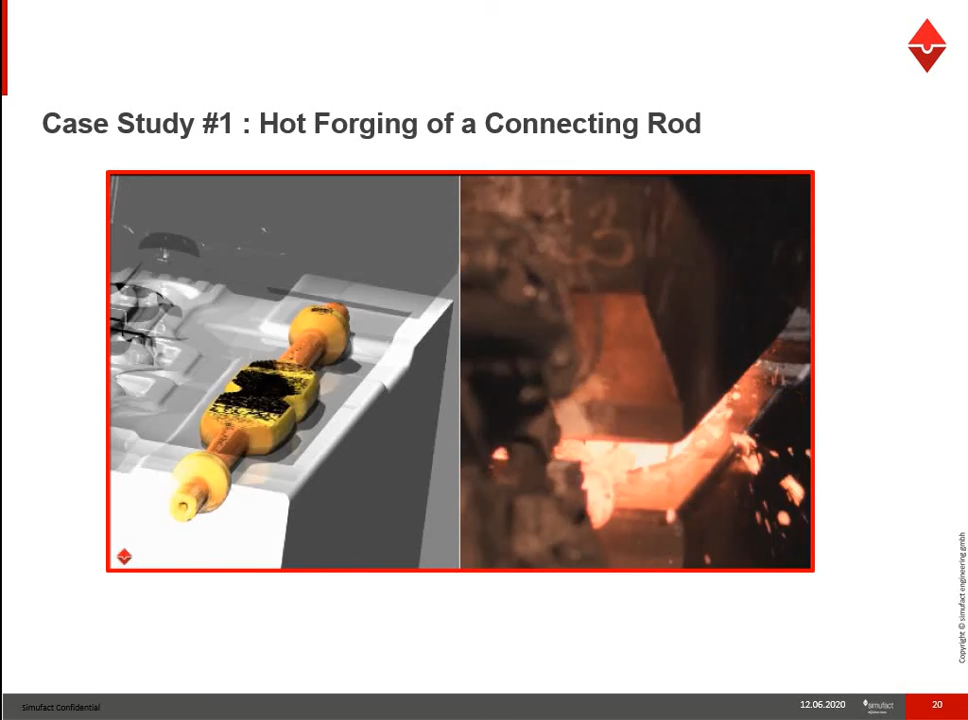 Case Study #1 : Hot Forging of a Connecting Rod
Copyright © simufact engineering gmbh
Simufact Confidential
12.06.2020
simufact
20